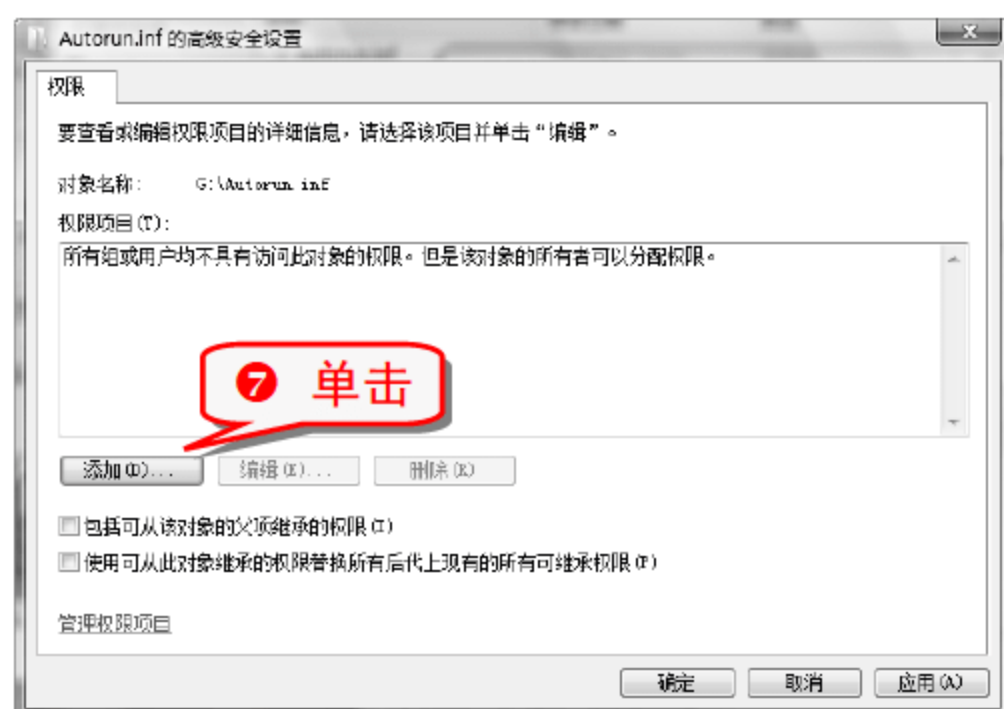 Autorun.inf 的高级安全设置
权限
要查看或编辑权限项目的详细信息，请选择该项目并单击“编辑”。
对象名称： G:\Autorun.inf
权限项目(T)：
所有组或用户均不具有访问此对象的权限。但是该对象的所有者可以分配权限。
❼ 单击
添加(D)... 编辑(E)... 删除(R)
包括可从该对象的父项继承的权限(I)
使用可从此对象继承的权限替换所有后代上现有的所有可继承权限(P)
管理权限项目
确定 取消 应用(A)